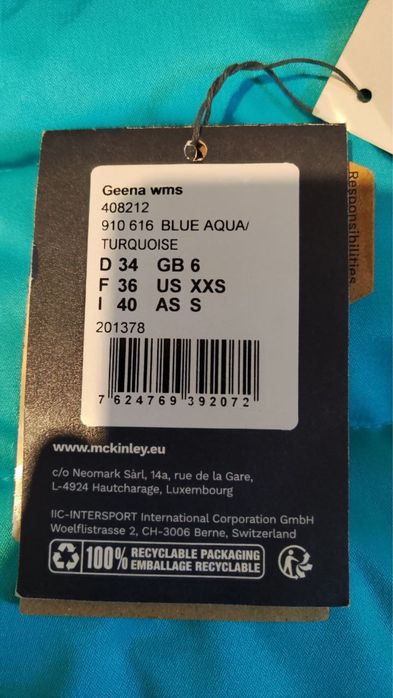 Geena wms
408212
910 616 BLUE AQUA/
TURQUOISE
D 34 GB 6
F 36 US XXS
I 40 AS S
201378
7 624769 392072
www.mckinley.eu
c/o Neomark Sàrl, 14a, rue de la Gare,
L-4924 Hautcharage, Luxembourg
IIC-INTERSPORT International Corporation GmbH
Woelflistrasse 2, CH-3006 Berne, Switzerland
100% RECYCLABLE PACKAGING
EMBALLAGE RECYCLABLE
Responsibilities